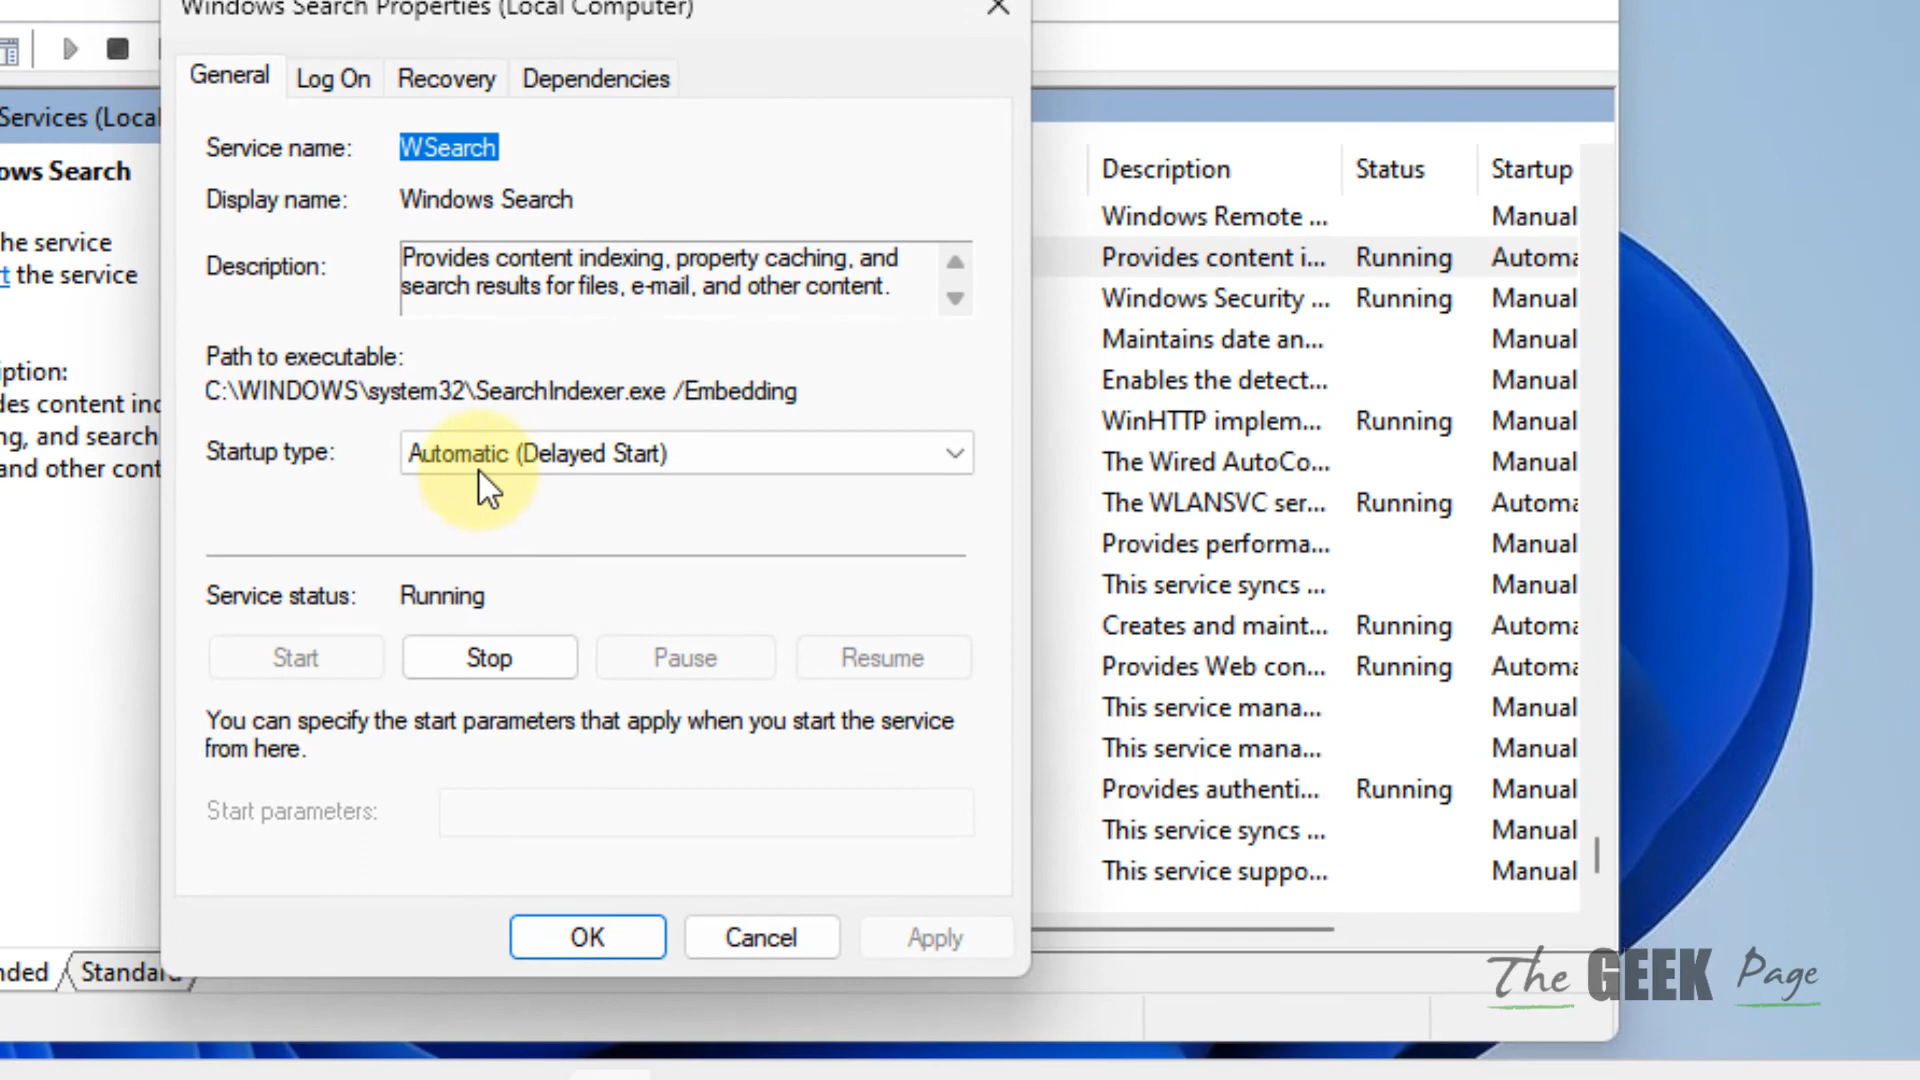 Windows Search Properties (Local Computer)
General
Log On
Recovery
Dependencies
Service name: WSearch
Display name: Windows Search
Description: Provides content indexing, property caching, and
search results for files, e-mail, and other content.
Path to executable:
C:\WINDOWS\system32\SearchIndexer.exe /Embedding
Startup type: Automatic (Delayed Start)
Service status: Running
Start
Stop
Pause
Resume
You can specify the start parameters that apply when you start the service
from here.
Start parameters:
OK
Cancel
Apply
Services (Local
ows Search
he service
rt the service
iption:
des content inc
ng, and search
and other cont
nded
Standard
Description Status Startup
Windows Remote ... Manual
Provides content i... Running Automa
Windows Security ... Running Manual
Maintains date an... Manual
Enables the detect... Manual
WinHTTP implem... Running Manual
The Wired AutoCo... Manual
The WLANSVC ser... Running Automa
Provides performa... Manual
This service syncs ... Manual
Creates and maint... Running Automa
Provides Web con... Running Automa
This service mana... Manual
This service mana... Manual
Provides authenti... Running Manual
This service syncs ... Manual
This service suppo... Manual
The GEEK Page